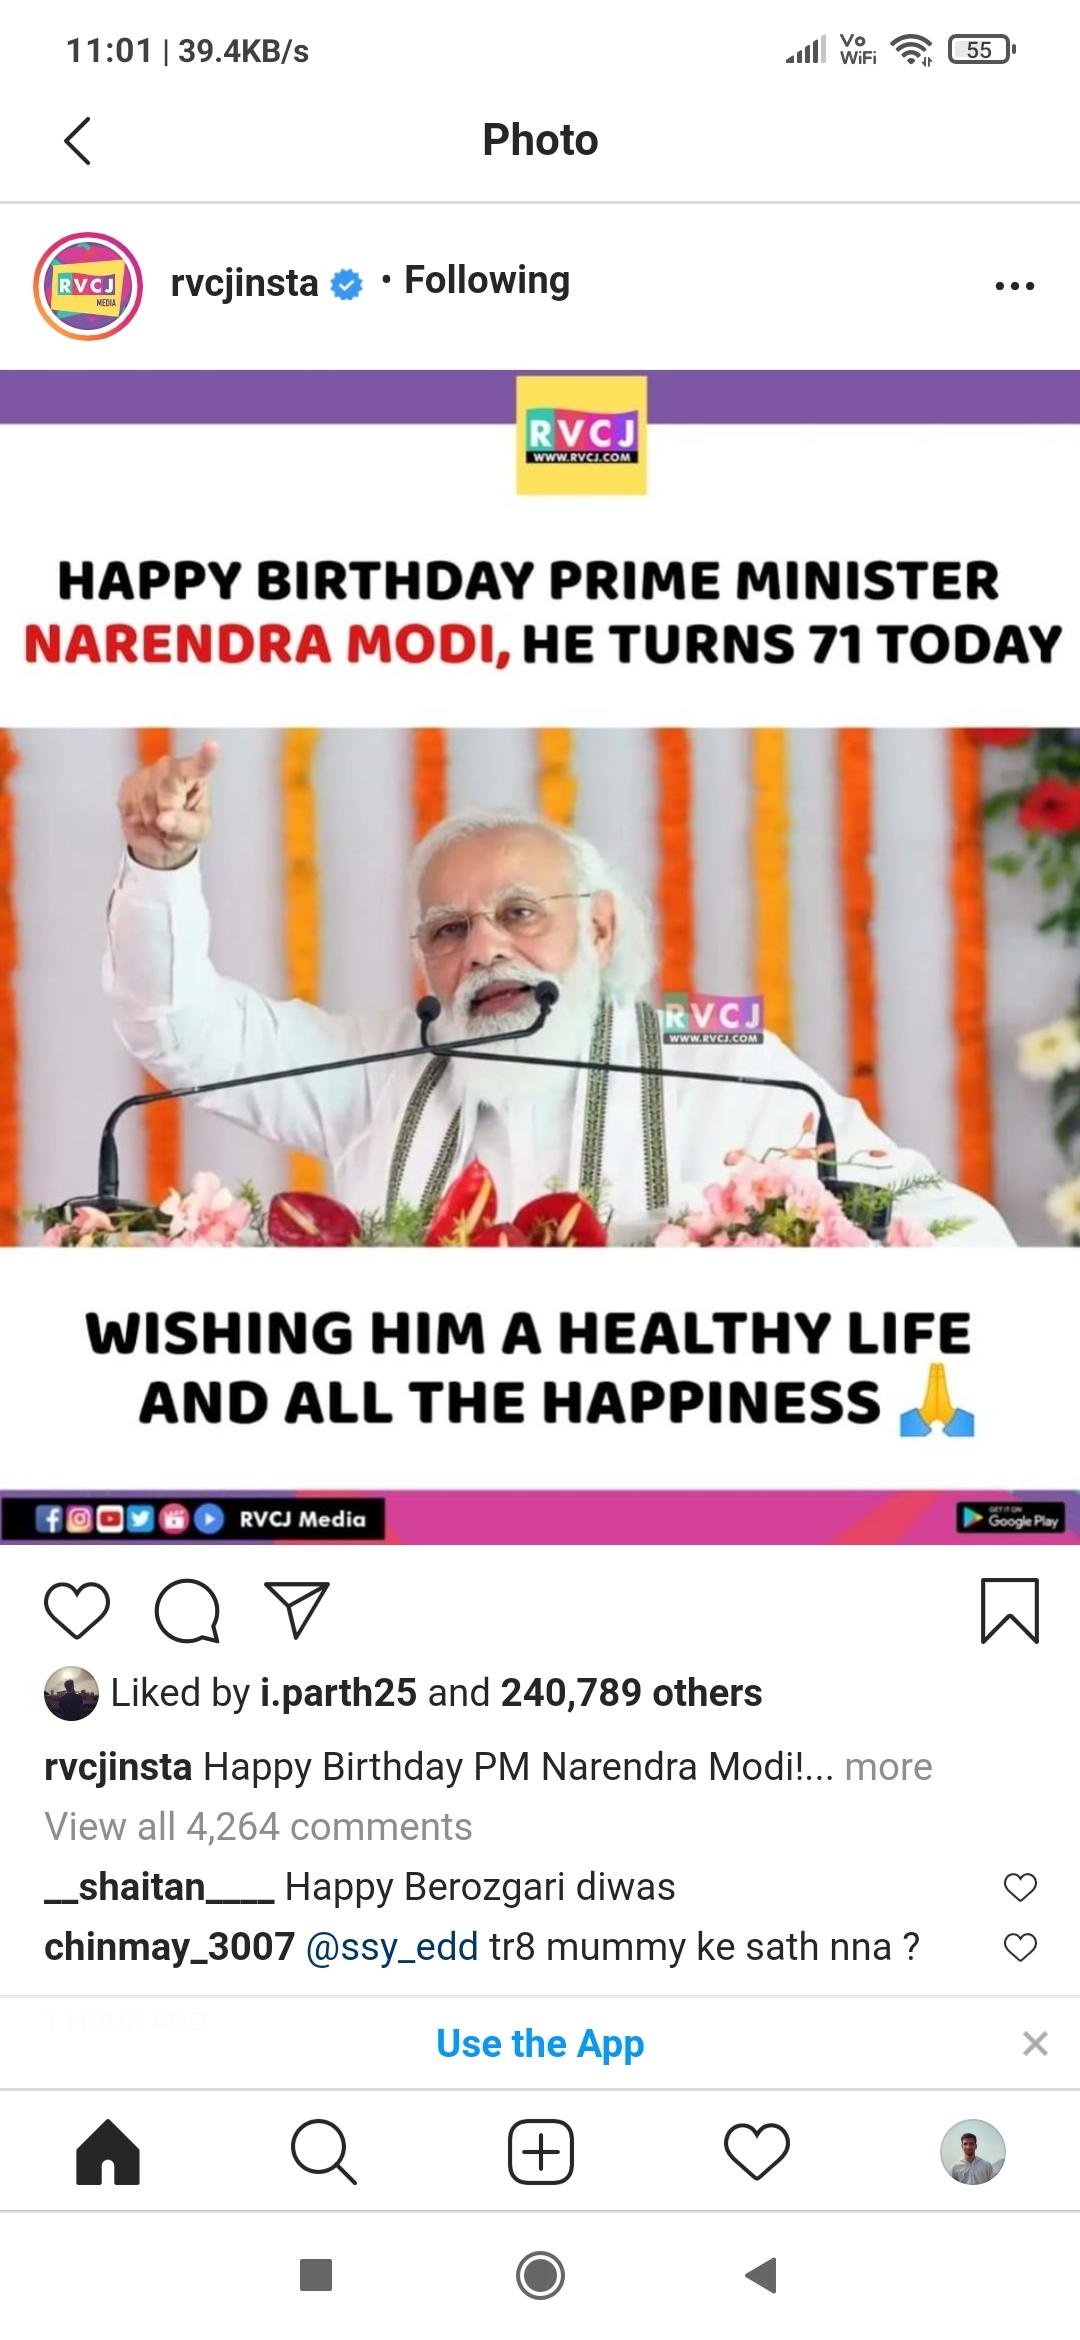 11:01 | 39.4KB/s
Vo WiFi
55
Photo
RVCJ
MEDIA
rvcjinsta • Following
RVCJ
WWW.RVCJ.COM
HAPPY BIRTHDAY PRIME MINISTER
NARENDRA MODI, HE TURNS 71 TODAY
RVCJ
WWW.RVCJ.COM
WISHING HIM A HEALTHY LIFE
AND ALL THE HAPPINESS 🙏
RVCJ Media
GET IT ON
Google Play
Liked by i.parth25 and 240,789 others
rvcjinsta Happy Birthday PM Narendra Modi!... more
View all 4,264 comments
__shaitan____ Happy Berozgari diwas
chinmay_3007 @ssy_edd tr8 mummy ke sath nna ?
1 HOUR AGO
Use the App